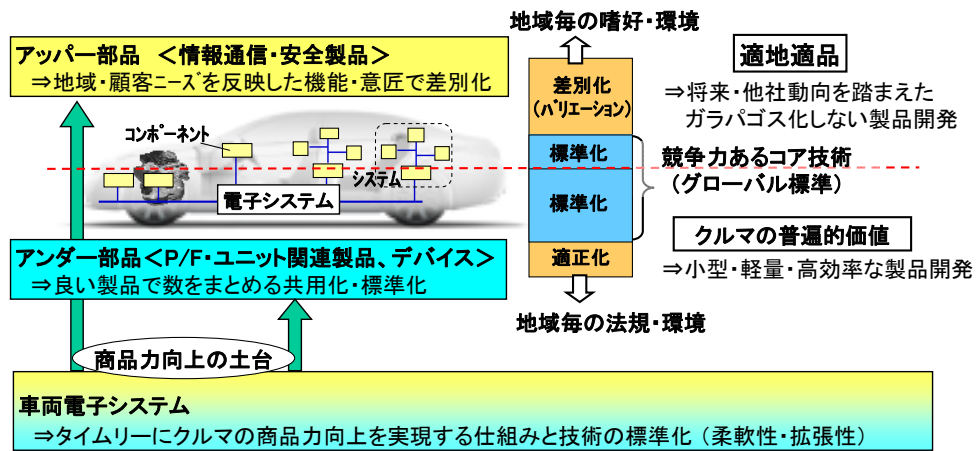 地域毎の嗜好・環境
アッパー部品 <情報通信・安全製品>
⇒地域・顧客ニーズを反映した機能・意匠で差別化
差別化
(バリエーション)
適地適品
⇒将来・他社動向を踏まえた
ガラパゴス化しない製品開発
コンポーネント
システム
電子システム
標準化
標準化
競争力あるコア技術
(グローバル標準)
アンダー部品<P/F・ユニット関連製品、デバイス>
⇒良い製品で数をまとめる共用化・標準化
適正化
クルマの普遍的価値
⇒小型・軽量・高効率な製品開発
地域毎の法規・環境
商品力向上の土台
車両電子システム
⇒タイムリーにクルマの商品力向上を実現する仕組みと技術の標準化 (柔軟性・拡張性)